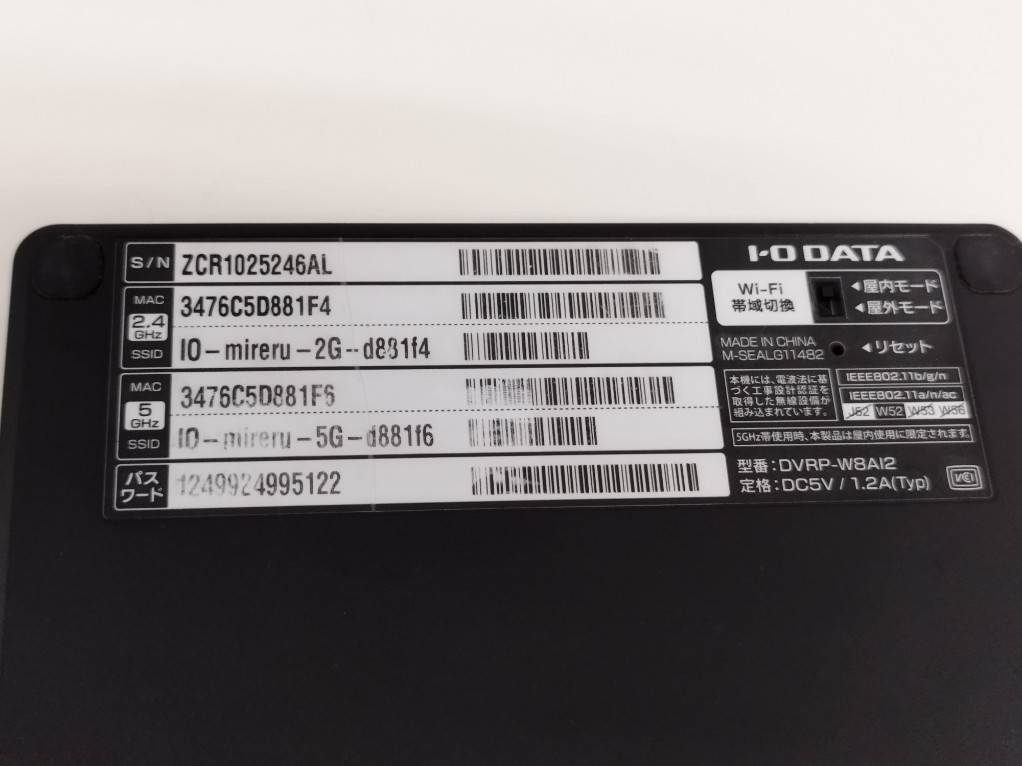 S/N ZCR1025246AL
MAC 3476C5D881F4
2.4 GHz
SSID IO-mireru-2G-d881f4
MAC 3476C5D881F6
5 GHz
SSID IO-mireru-5G-d881f6
パスワード 1249924995122
I-O DATA
Wi-Fi
帯域切換
◀屋内モード
◀屋外モード
MADE IN CHINA
M-SEALG11482
◀リセット
本機には、電波法に基
づく工事設計認証を
取得した無線設備が
組み込まれています。
IEEE802.11b/g/n
IEEE802.11a/n/ac
J52 W52 W53 W56
5GHz帯使用時、本製品は屋内使用に限定されます。
型番:DVRP-W8AI2
定格:DC5V / 1.2A(Typ)
VCCI